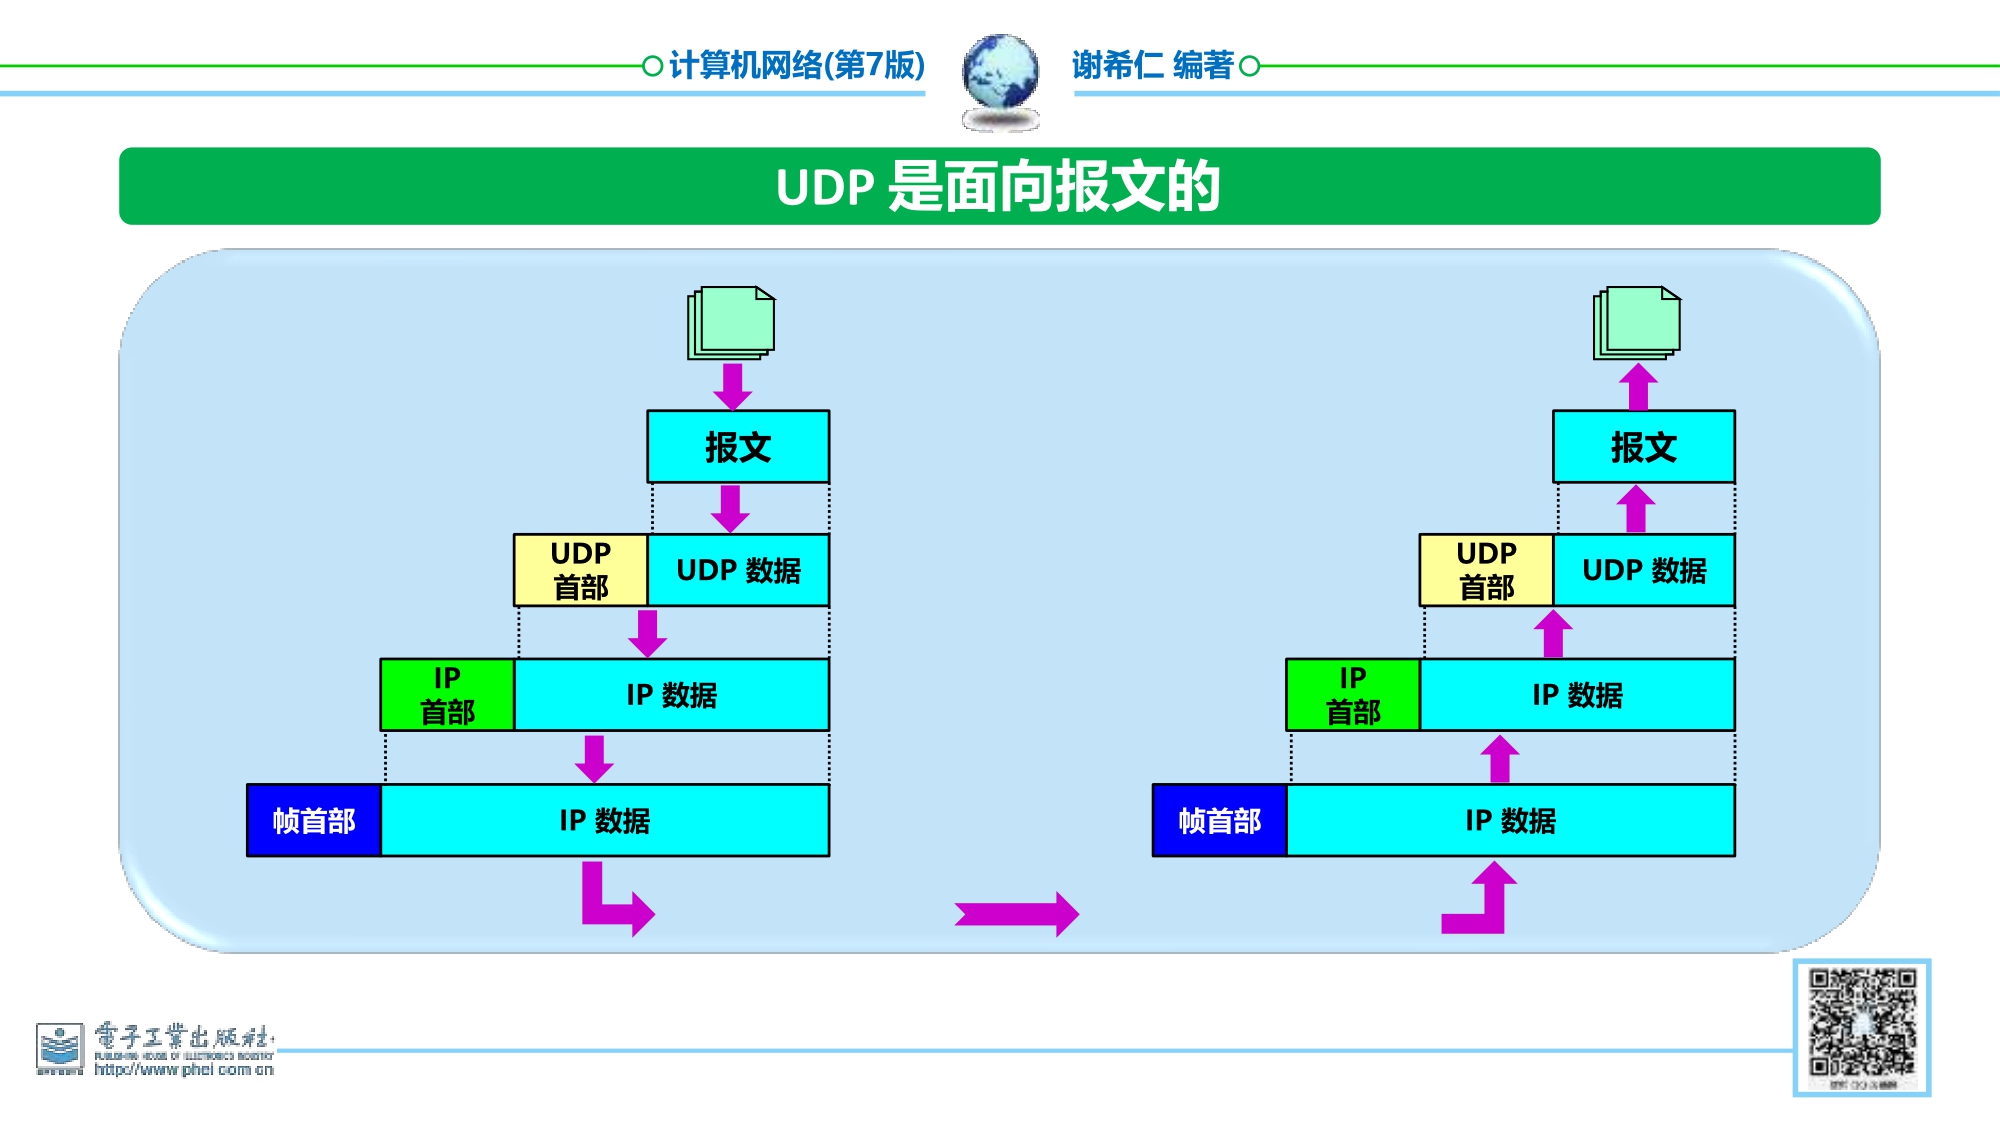 计算机网络(第7版)
谢希仁 编著
UDP 是面向报文的
报文
UDP
首部
UDP 数据
IP
首部
IP 数据
帧首部
IP 数据
报文
UDP
首部
UDP 数据
IP
首部
IP 数据
帧首部
IP 数据
電子工業出版社
PUBLISHING HOUSE OF ELECTRONICS INDUSTRY
http://www.phei.com.cn